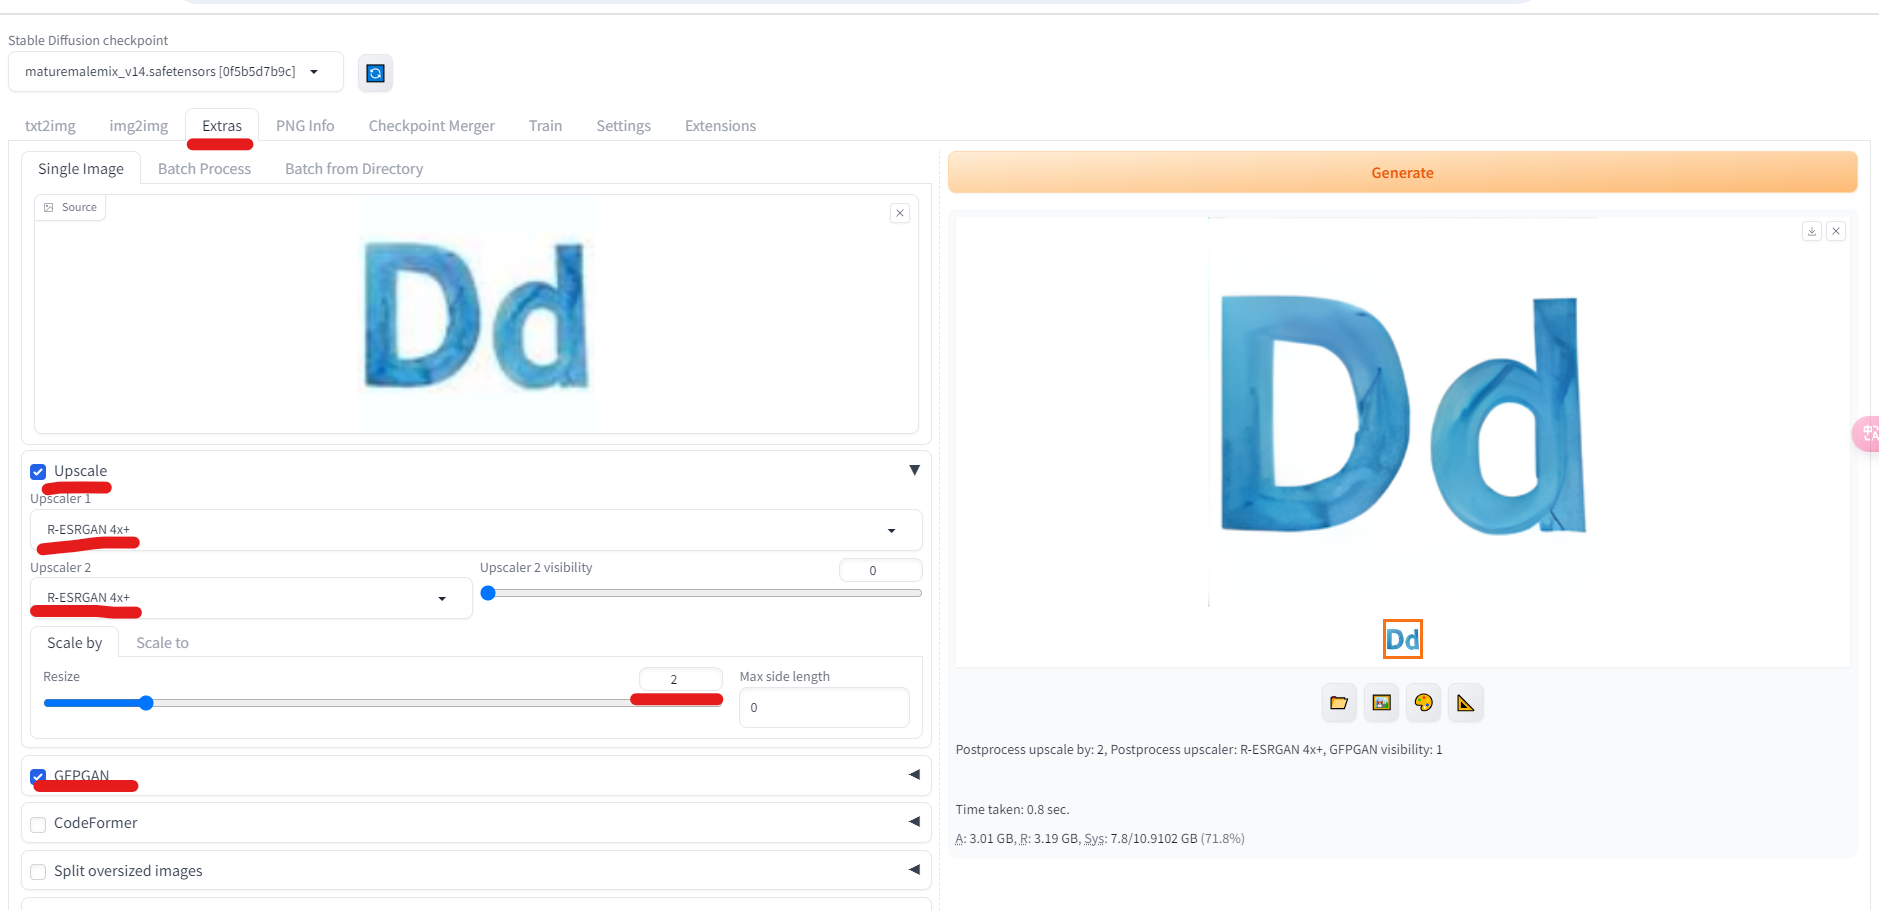 Stable Diffusion checkpoint
maturemalemix_v14.safetensors [0f5b5d7b9c]
txt2img img2img Extras PNG Info Checkpoint Merger Train Settings Extensions
Single Image Batch Process Batch from Directory
Generate
Source
Dd
Dd
Dd
Upscale
Upscaler 1
R-ESRGAN 4x+
Upscaler 2
R-ESRGAN 4x+
Upscaler 2 visibility
0
Scale by Scale to
Resize
2
Max side length
0
GFPGAN
CodeFormer
Split oversized images
Postprocess upscale by: 2, Postprocess upscaler: R-ESRGAN 4x+, GFPGAN visibility: 1
Time taken: 0.8 sec.
A: 3.01 GB, R: 3.19 GB, Sys: 7.8/10.9102 GB (71.8%)